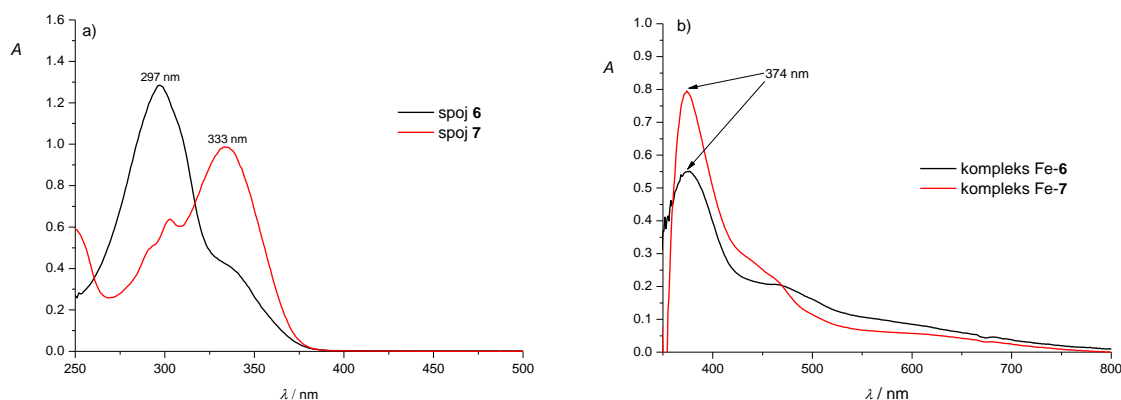 a)
A
1.6
1.4
1.2
1.0
0.8
0.6
0.4
0.2
0.0
297 nm
333 nm
spoj 6
spoj 7
250 300 350 400 450 500
λ / nm
b)
A
1.0
0.9
0.8
0.7
0.6
0.5
0.4
0.3
0.2
0.1
0.0
374 nm
kompleks Fe-6
kompleks Fe-7
400 500 600 700 800
λ / nm